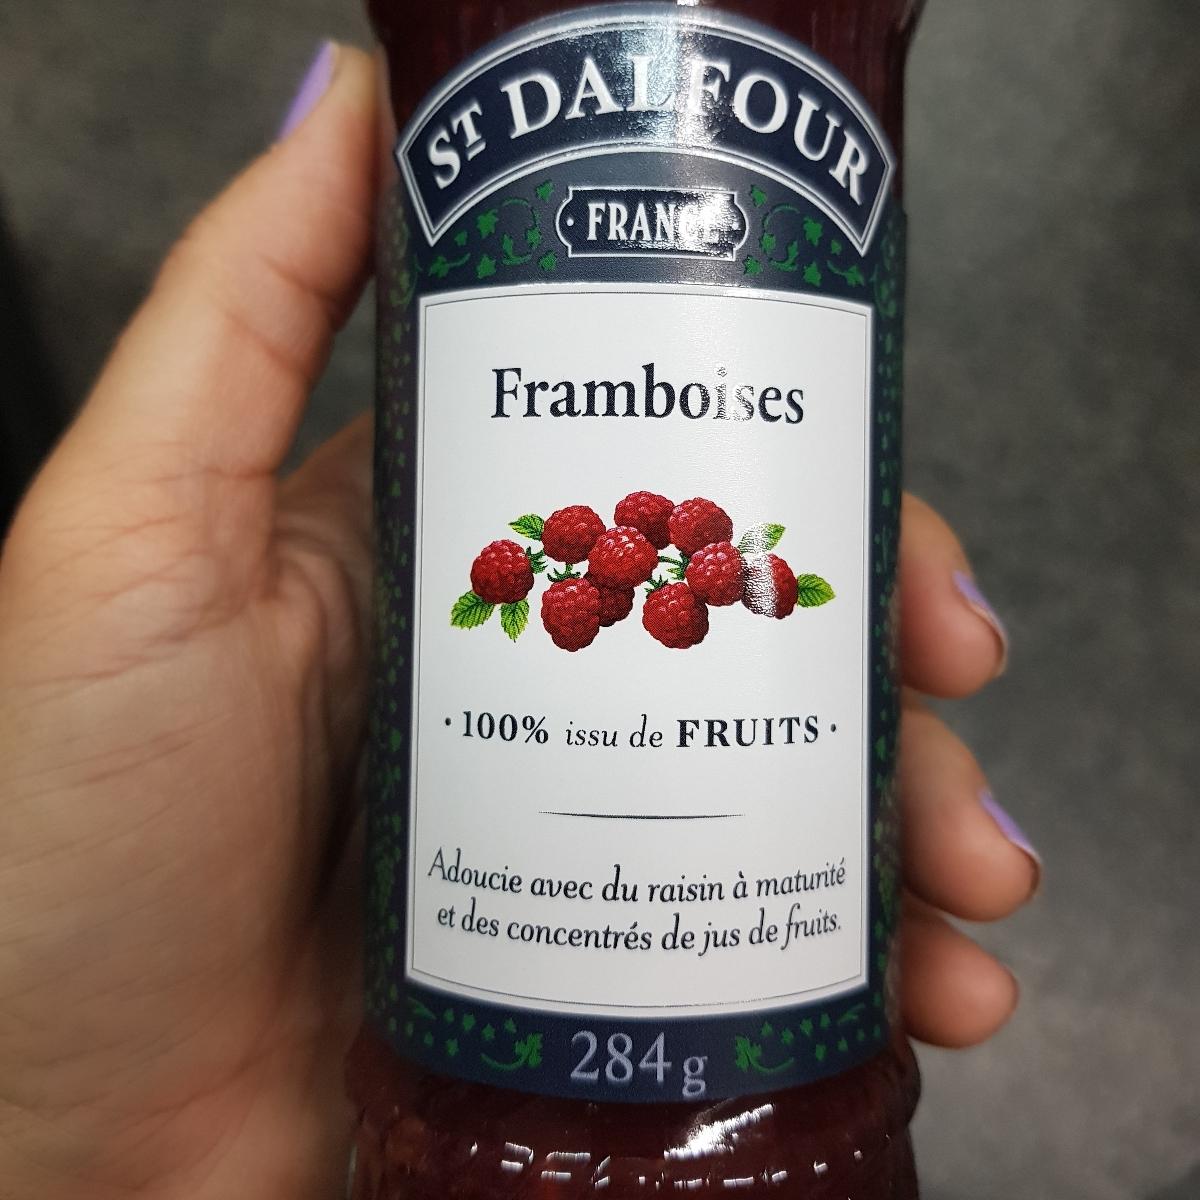 ST DALFOUR
· FRANCE ·
Framboises
· 100% issu de FRUITS ·
Adoucie avec du raisin à maturité
et des concentrés de jus de fruits.
284 g